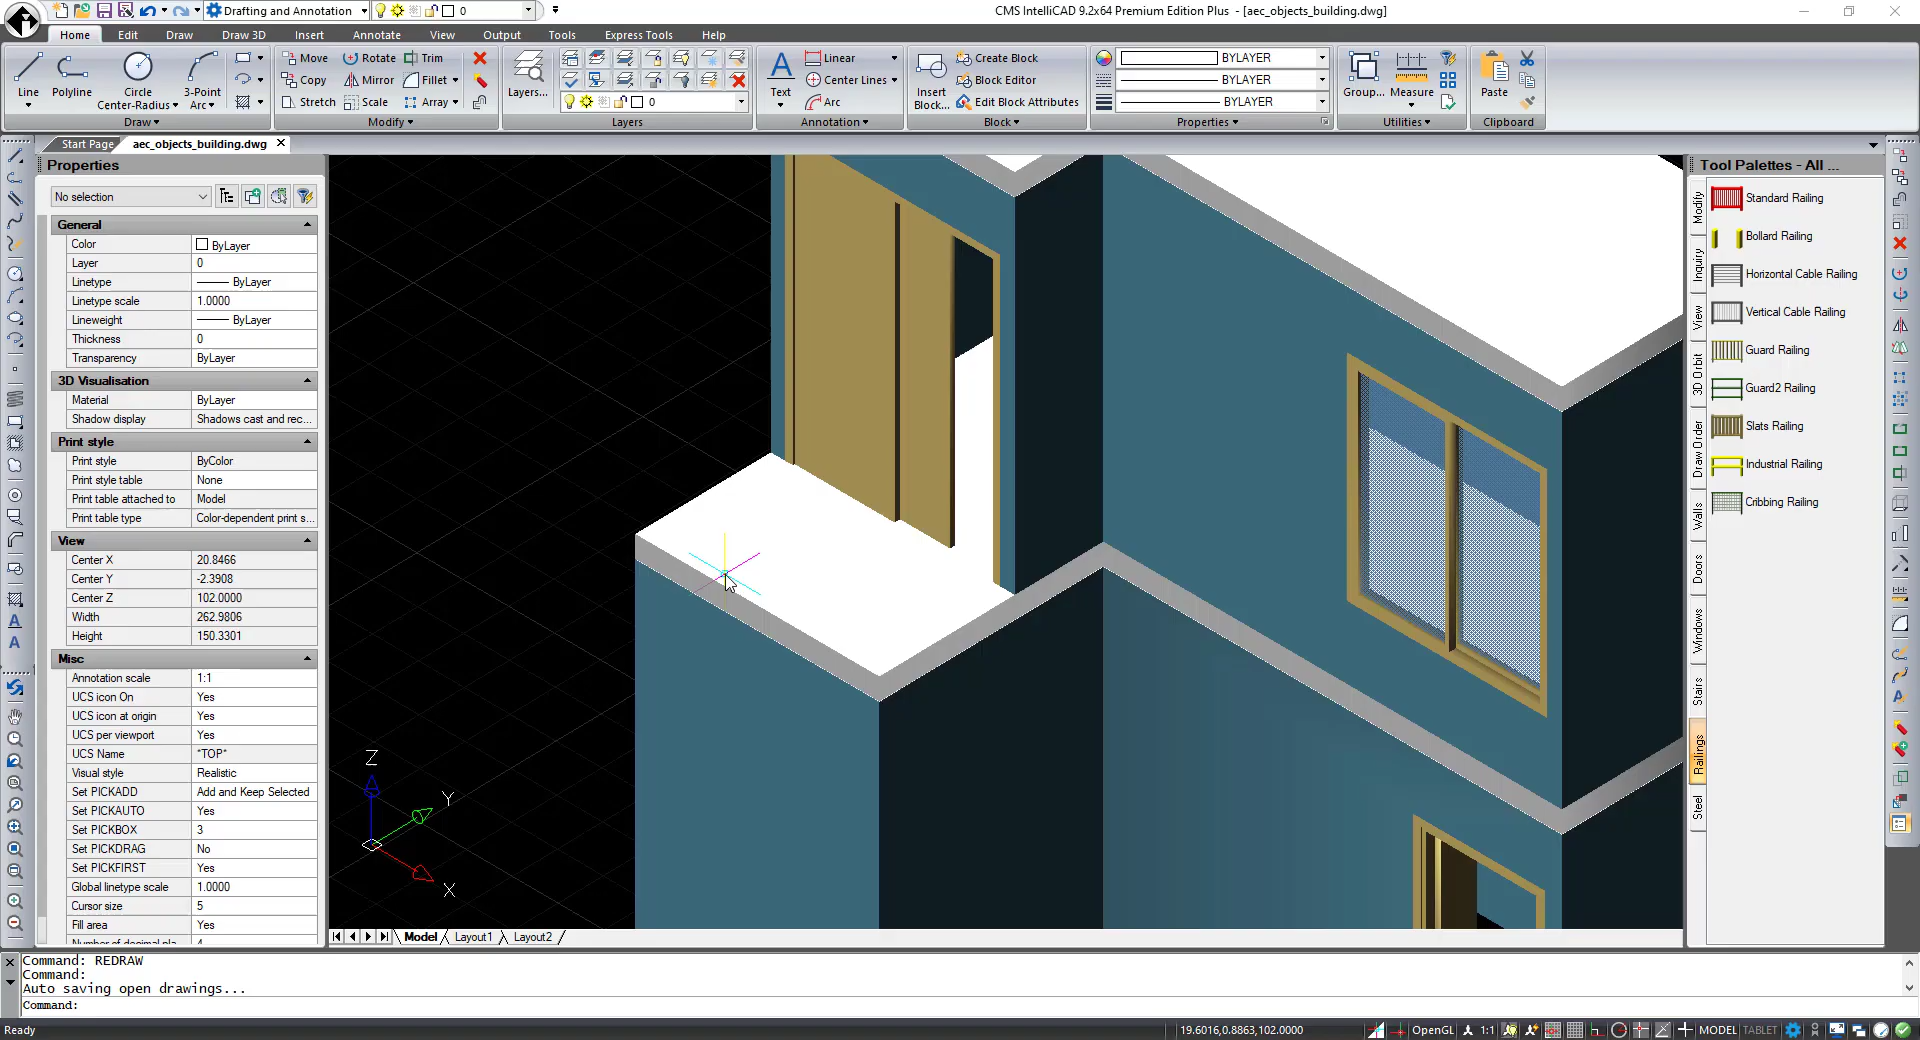 Drafting and Annotation
0
CMS IntelliCAD 9.2x64 Premium Edition Plus - [aec_objects_building.dwg]
Home Edit Draw Draw 3D Insert Annotate View Output Tools Express Tools Help
Line
Polyline
Circle
Center-Radius
3-Point
Arc
Draw
Move Rotate Trim
Copy Mirror Fillet
Stretch Scale Array
Modify
Layers...
0
Layers
Text
Linear
Center Lines
Arc
Annotation
Insert
Block...
Create Block
Block Editor
Edit Block Attributes
Block
BYLAYER
BYLAYER
BYLAYER
Properties
Group...
Measure
Utilities
Paste
Clipboard
Start Page
aec_objects_building.dwg
Properties
No selection
General
Color ByLayer
Layer 0
Linetype ByLayer
Linetype scale 1.0000
Lineweight ByLayer
Thickness 0
Transparency ByLayer
3D Visualisation
Material ByLayer
Shadow display Shadows cast and rec...
Print style
Print style ByColor
Print style table None
Print table attached to Model
Print table type Color-dependent print s...
View
Center X 20.8466
Center Y -2.3908
Center Z 102.0000
Width 262.9806
Height 150.3301
Misc
Annotation scale 1:1
UCS icon On Yes
UCS icon at origin Yes
UCS per viewport Yes
UCS Name *TOP*
Visual style Realistic
Set PICKADD Add and Keep Selected
Set PICKAUTO Yes
Set PICKBOX 3
Set PICKDRAG No
Set PICKFIRST Yes
Global linetype scale 1.0000
Cursor size 5
Fill area Yes
Number of decimal pla... 4
Z
Y
X
Model Layout1 Layout2
Tool Palettes - All ...
Modify
Inquiry
View
3D Orbit
Draw Order
Walls
Doors
Windows
Stairs
Railings
Steel
Standard Railing
Bollard Railing
Horizontal Cable Railing
Vertical Cable Railing
Guard Railing
Guard2 Railing
Slats Railing
Industrial Railing
Cribbing Railing
Command: REDRAW
Command:
Auto saving open drawings...
Command:
Ready
19.6016,0.8863,102.0000
OpenGL
1:1
MODEL
TABLET